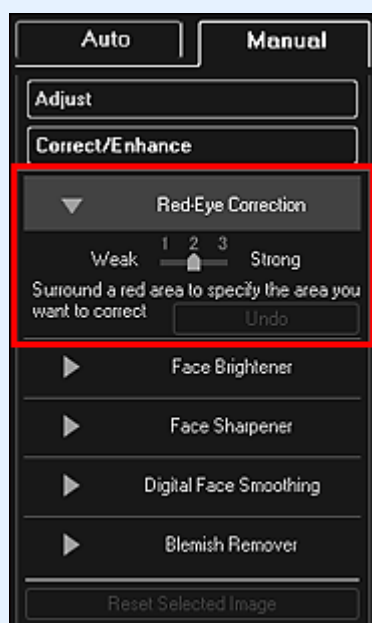 Auto Manual
Adjust
Correct/Enhance
Red-Eye Correction
1 2 3
Weak Strong
Surround a red area to specify the area you
want to correct Undo
Face Brightener
Face Sharpener
Digital Face Smoothing
Blemish Remover
Reset Selected Image